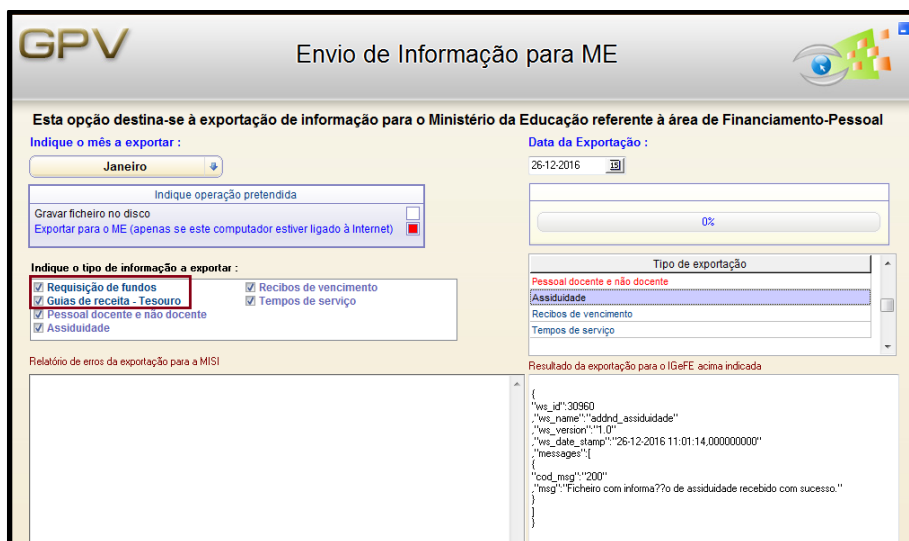 GPV
Envio de Informação para ME
Esta opção destina-se à exportação de informação para o Ministério da Educação referente à área de Financiamento-Pessoal
Indique o mês a exportar :
Janeiro
Indique operação pretendida
Gravar ficheiro no disco
Exportar para o ME (apenas se este computador estiver ligado à Internet)
Indique o tipo de informação a exportar :
Requisição de fundos
Guias de receita - Tesouro
Pessoal docente e não docente
Assiduidade
Recibos de vencimento
Tempos de serviço
Relatório de erros da exportação para a MISI
Data da Exportação :
26-12-2016
15
0%
Tipo de exportação
Pessoal docente e não docente
Assiduidade
Recibos de vencimento
Tempos de serviço
Resultado da exportação para o IGeFE acima indicada
{
"ws_id":30960
,"ws_name":"addnd_assiduidade"
,"ws_version":"1.0"
,"ws_date_stamp":"26-12-2016 11:01:14,000000000"
,"messages":[
{
"cod_msg":"200"
,"msg":"Ficheiro com informa??o de assiduidade recebido com sucesso."
}
]
}